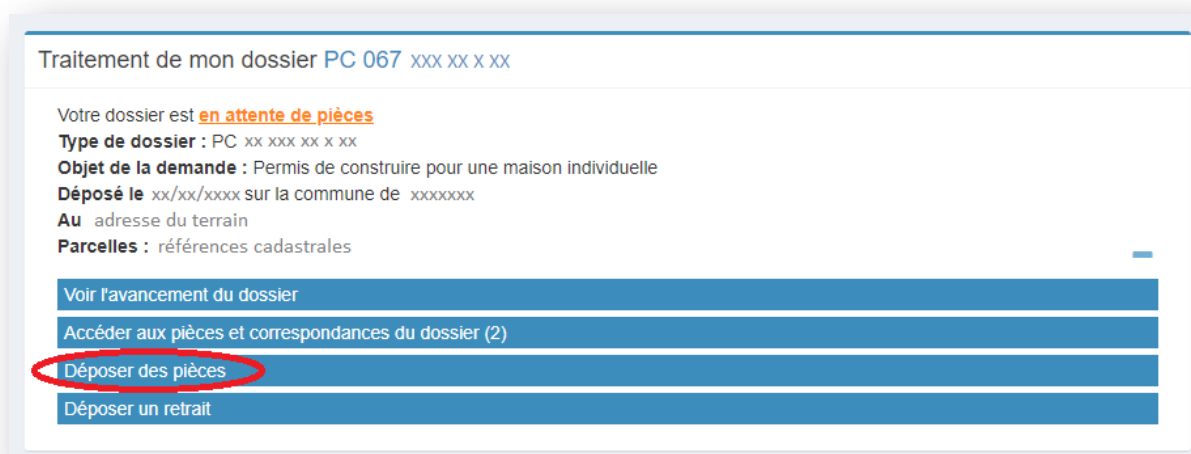 Traitement de mon dossier PC 067 xxx xx x xx
Votre dossier est en attente de pièces
Type de dossier : PC xx xxx xx x xx
Objet de la demande : Permis de construire pour une maison individuelle
Déposé le xx/xx/xxxx sur la commune de xxxxxxx
Au adresse du terrain
Parcelles : références cadastrales
Voir l'avancement du dossier
Accéder aux pièces et correspondances du dossier (2)
Déposer des pièces
Déposer un retrait